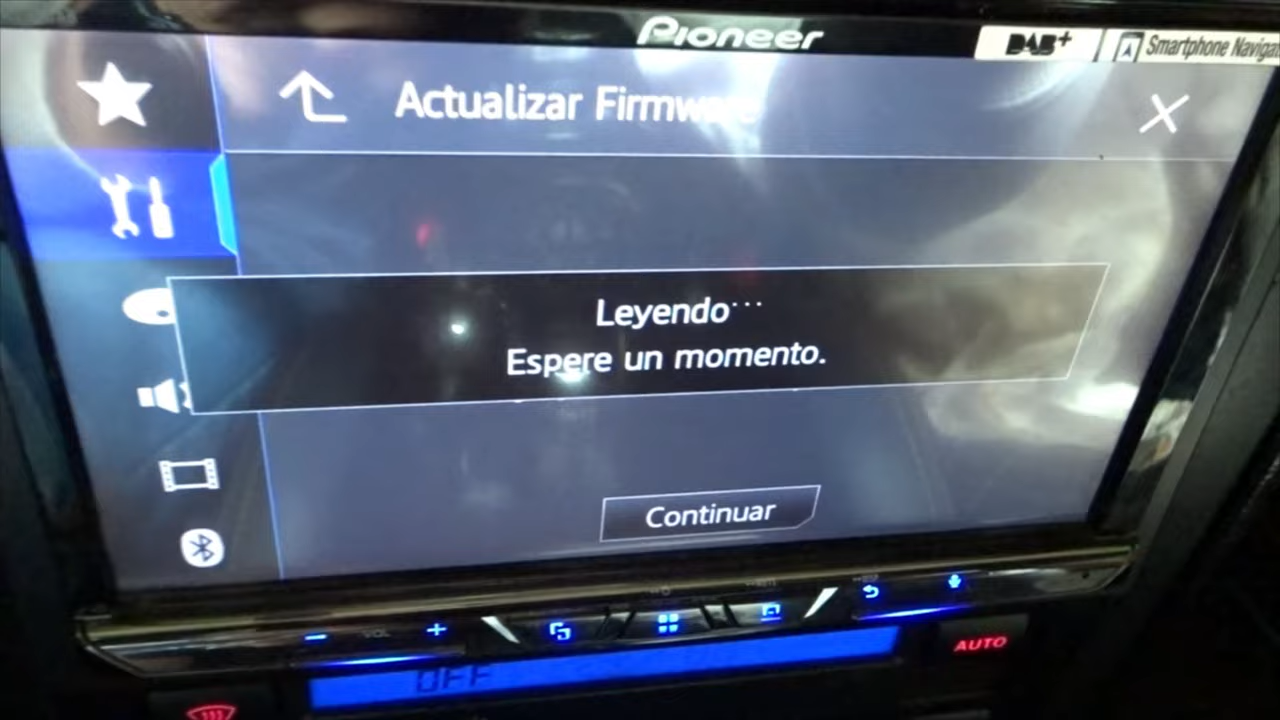 Pioneer
DAB+
Smartphone Navigat
Actualizar Firmware
Leyendo...
Espere un momento.
Continuar
VOL
OFF
AUTO